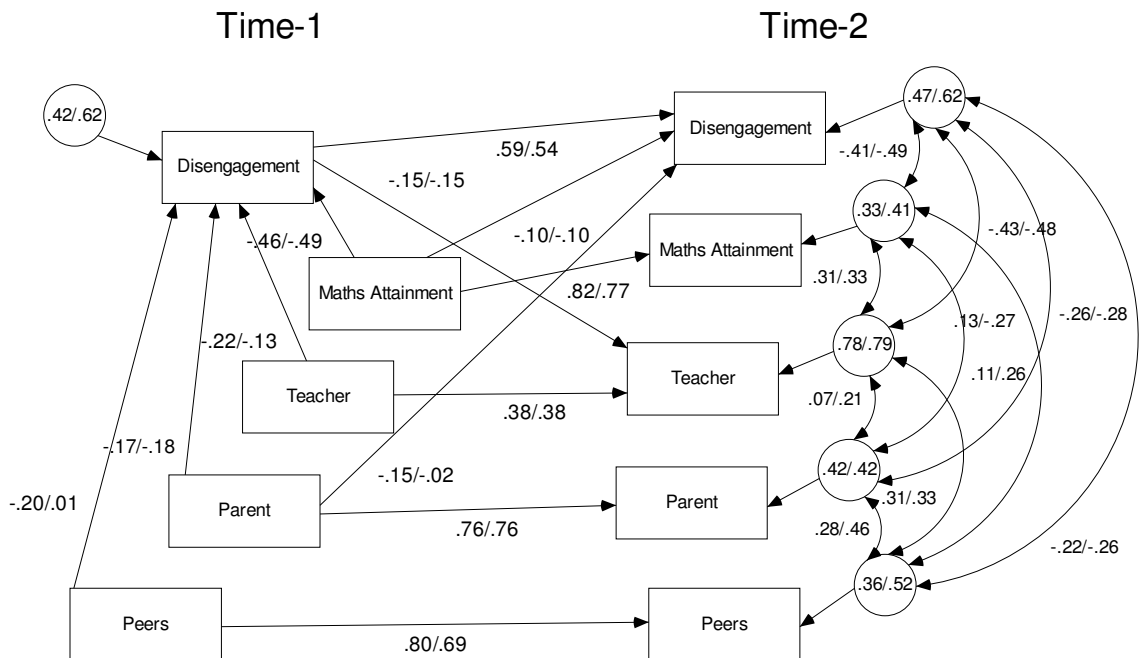 Time-1
Time-2
.42/.62
.47/.62
Disengagement
Disengagement
.59/.54
-.41/-.49
-.15/-.15
.33/.41
-.46/-.49
-.10/-.10
Maths Attainment
-.43/-.48
Maths Attainment
.82/.77
.31/.33
-.22/-.13
.13/-.27
-.26/-.28
.78/.79
Teacher
Teacher
.11/.26
.38/.38
.07/.21
-.17/-.18
-.15/-.02
.42/.42
-.20/.01
Parent
Parent
.31/.33
.76/.76
.28/.46
-.22/-.26
.36/.52
Peers
Peers
.80/.69